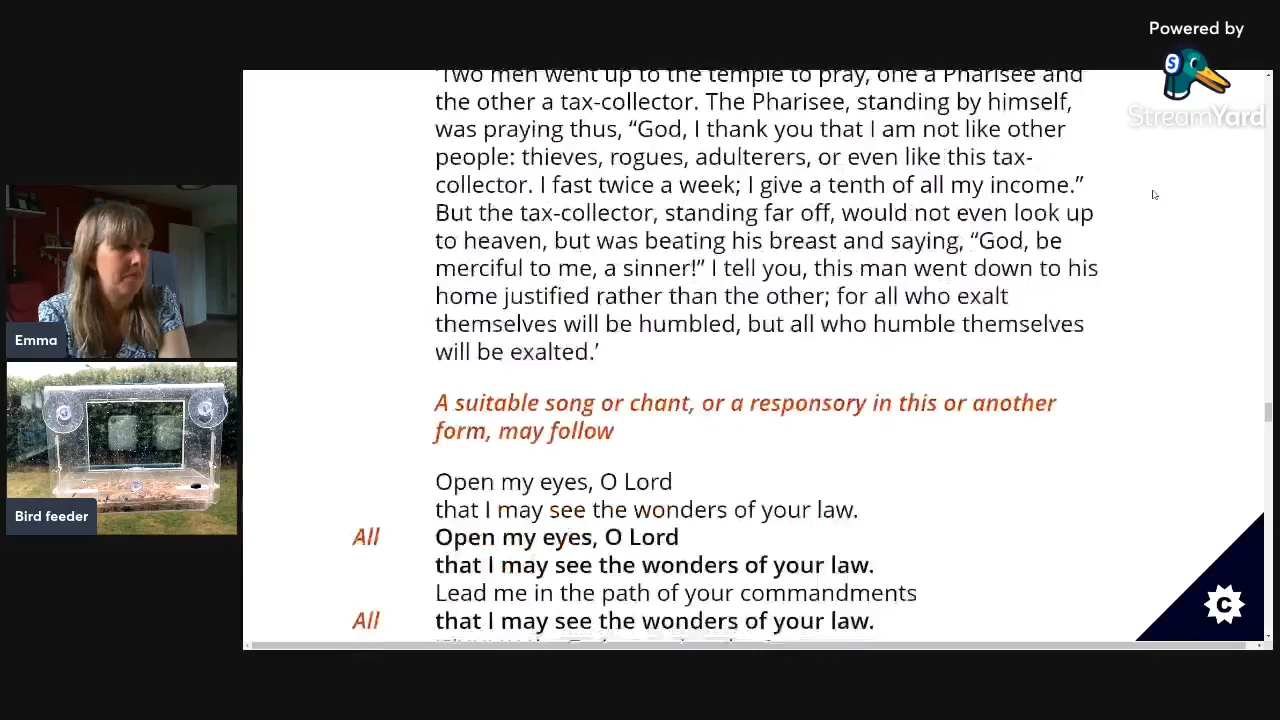 Powered by
S
StreamYard
'Two men went up to the temple to pray, one a Pharisee and
the other a tax-collector. The Pharisee, standing by himself,
was praying thus, “God, I thank you that I am not like other
people: thieves, rogues, adulterers, or even like this tax-
collector. I fast twice a week; I give a tenth of all my income.”
But the tax-collector, standing far off, would not even look up
to heaven, but was beating his breast and saying, “God, be
merciful to me, a sinner!” I tell you, this man went down to his
home justified rather than the other; for all who exalt
themselves will be humbled, but all who humble themselves
will be exalted.’
A suitable song or chant, or a responsory in this or another
form, may follow
Open my eyes, O Lord
that I may see the wonders of your law.
All Open my eyes, O Lord
that I may see the wonders of your law.
Lead me in the path of your commandments
All that I may see the wonders of your law.
Emma
Bird feeder
C